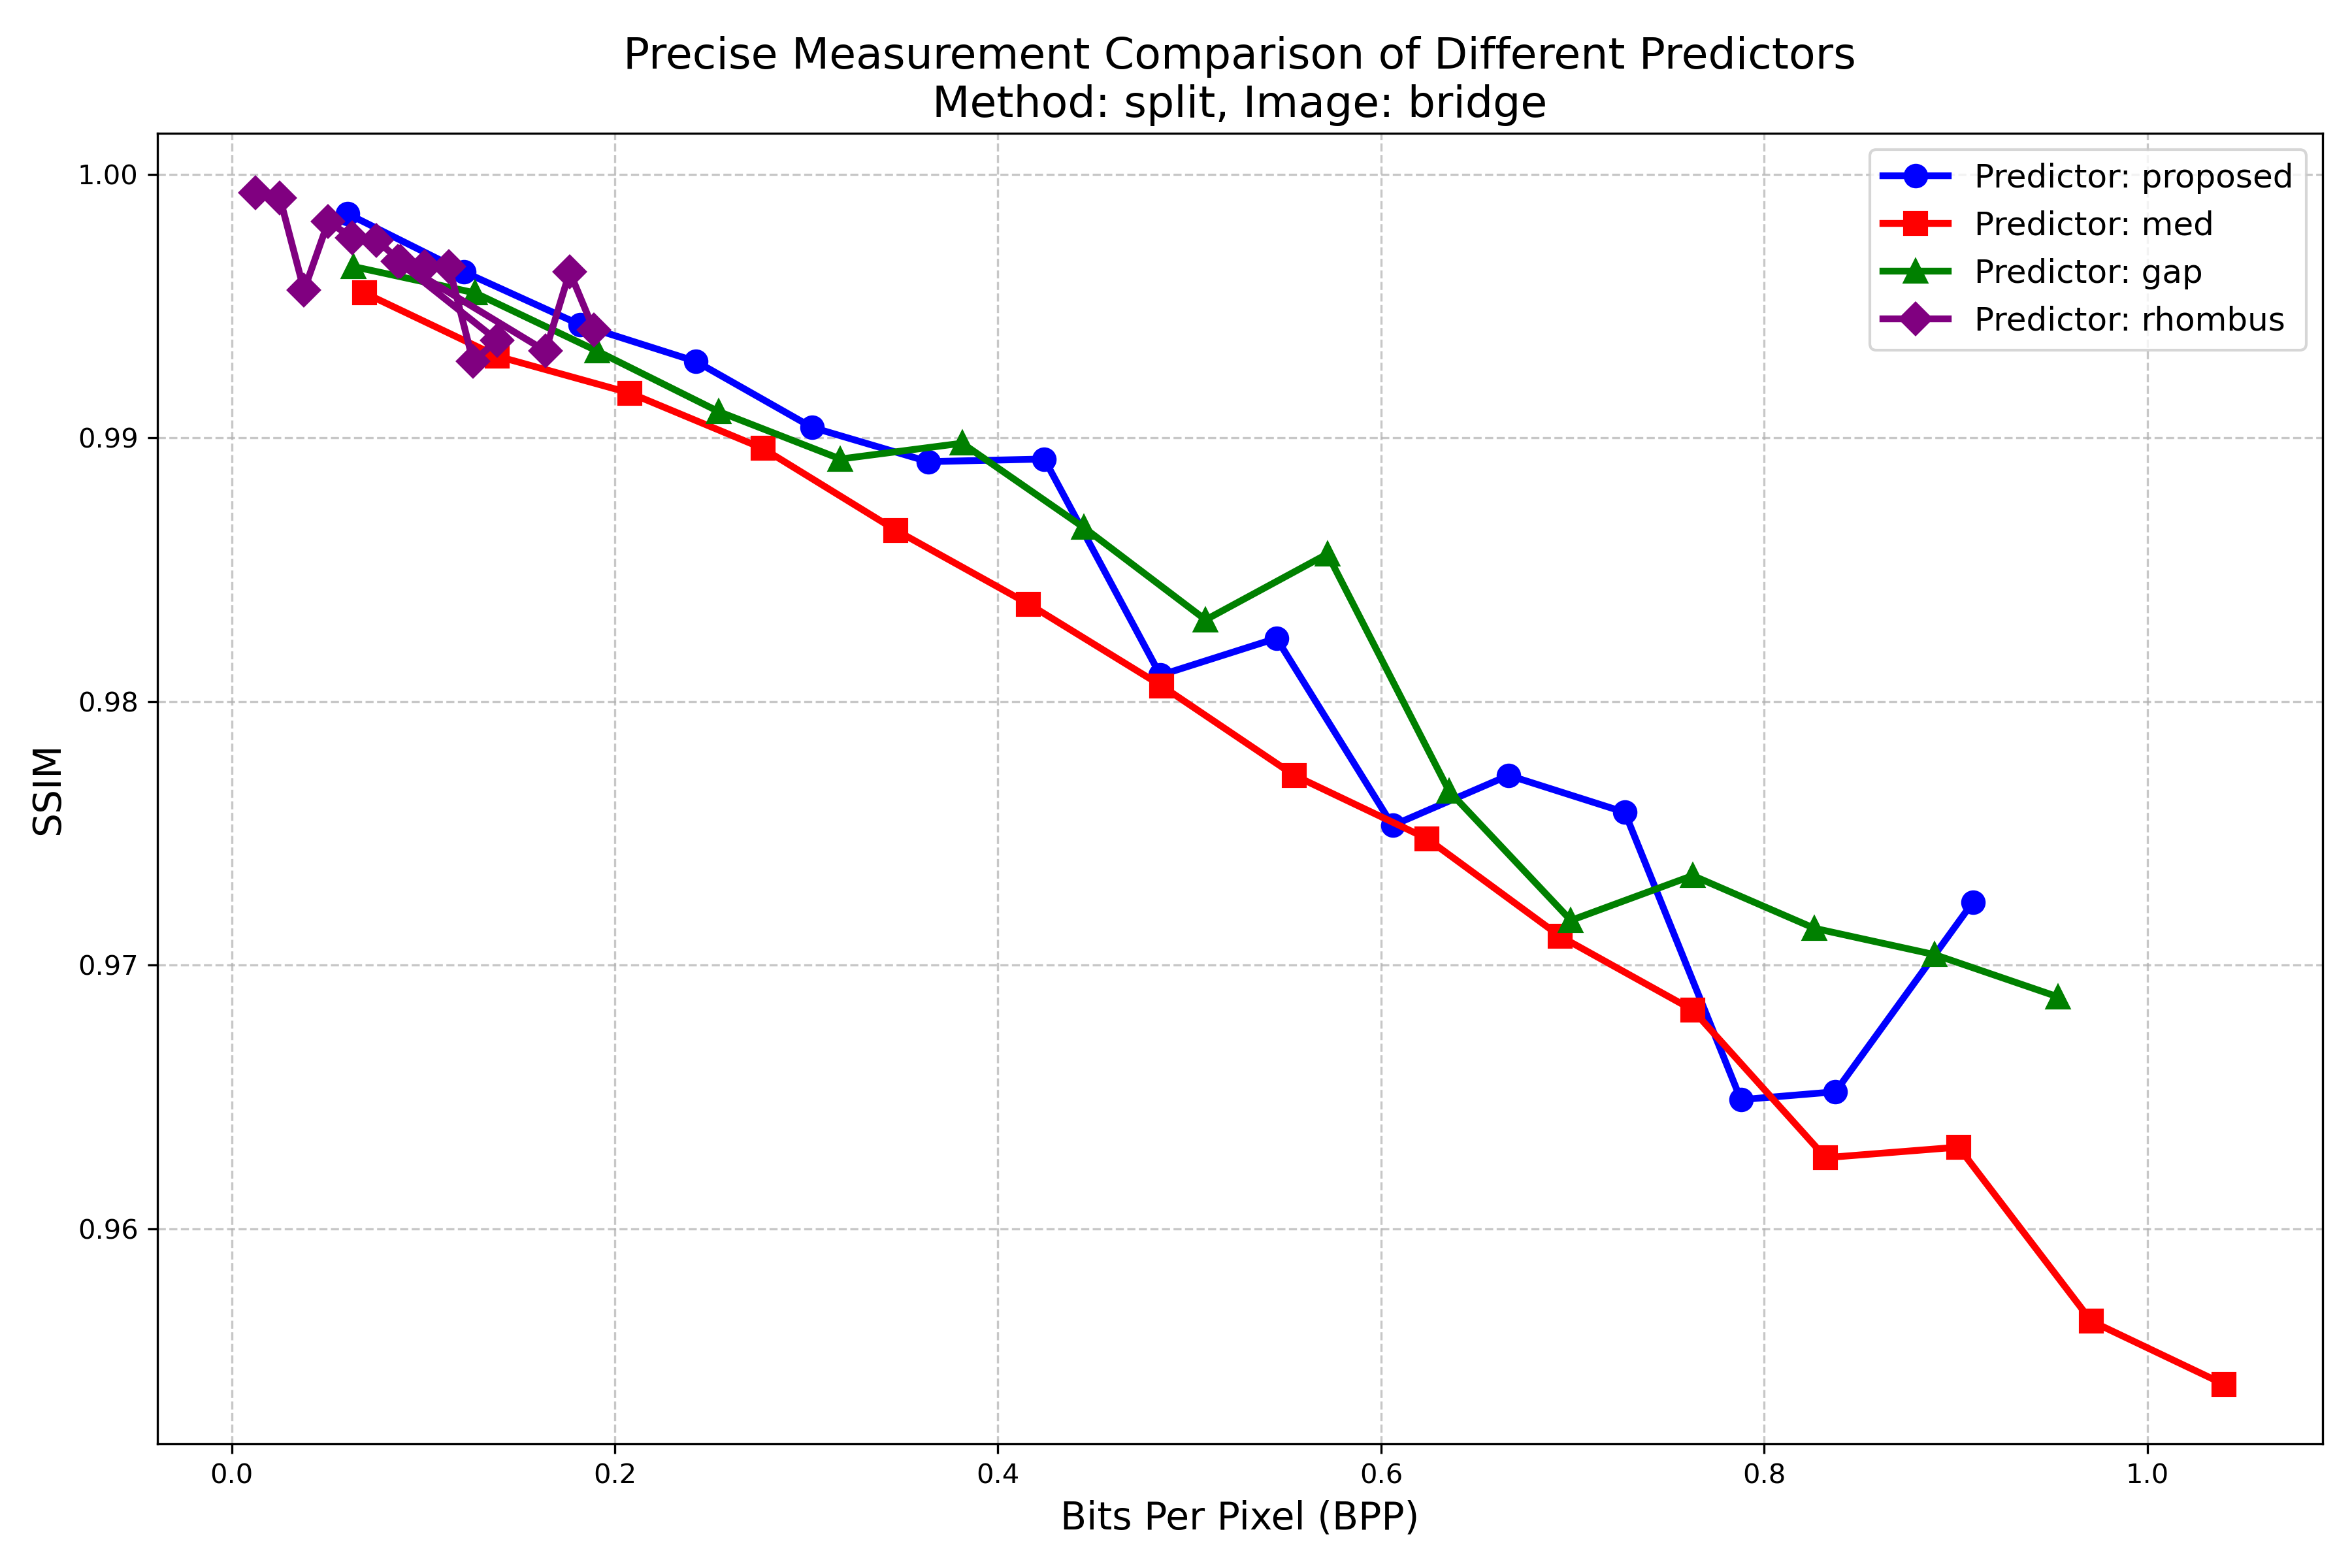 Precise Measurement Comparison of Different Predictors
Method: split, Image: bridge
Predictor: proposed
Predictor: med
Predictor: gap
Predictor: rhombus
SSIM
1.00
0.99
0.98
0.97
0.96
0.0
0.2
0.4
0.6
0.8
1.0
Bits Per Pixel (BPP)